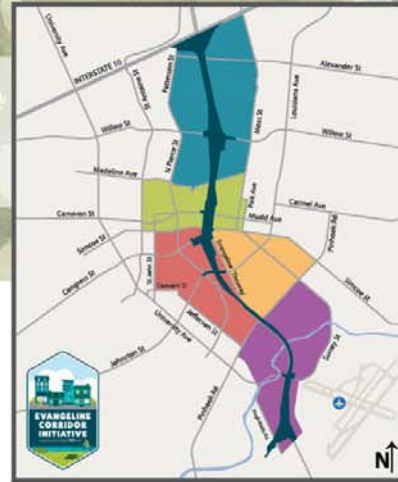 University Ave
INTERSTATE 10
St Antoine St
Patterson St
Alexander St
Louisiana Ave
Moss St
Willow St
Willow St
N Pierce St
Madeline Ave
Park Ave
Carmel Ave
Cameron St
Mudd Ave
Pinhook Rd
Simcoe St
Evangeline Thruway
Congress St
St John St
Simcoe St
Convent St
Jefferson St
University Ave
Johnston St
Surrey St
Pinhook Rd
EVANGELINE
CORRIDOR
INITIATIVE
N